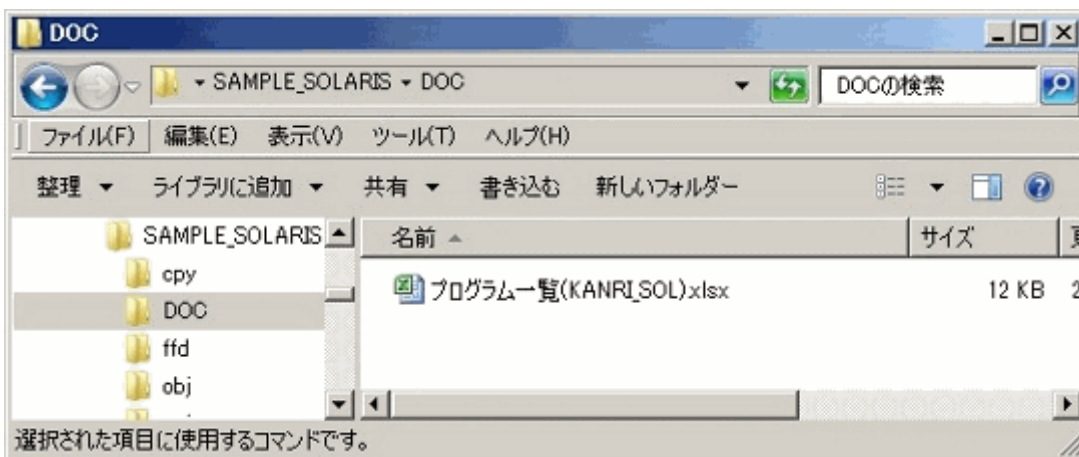 DOC
SAMPLE_SOLARIS DOC DOCの検索
ファイル(F) 編集(E) 表示(V) ツール(T) ヘルプ(H)
整理 ライブラリに追加 共有 書き込む 新しいフォルダー
SAMPLE_SOLARIS 名前 サイズ
cpy
プログラム一覧(KANRI_SOL)xlsx 12 KB 2
DOC
ffd
obj
選択された項目に使用するコマンドです。